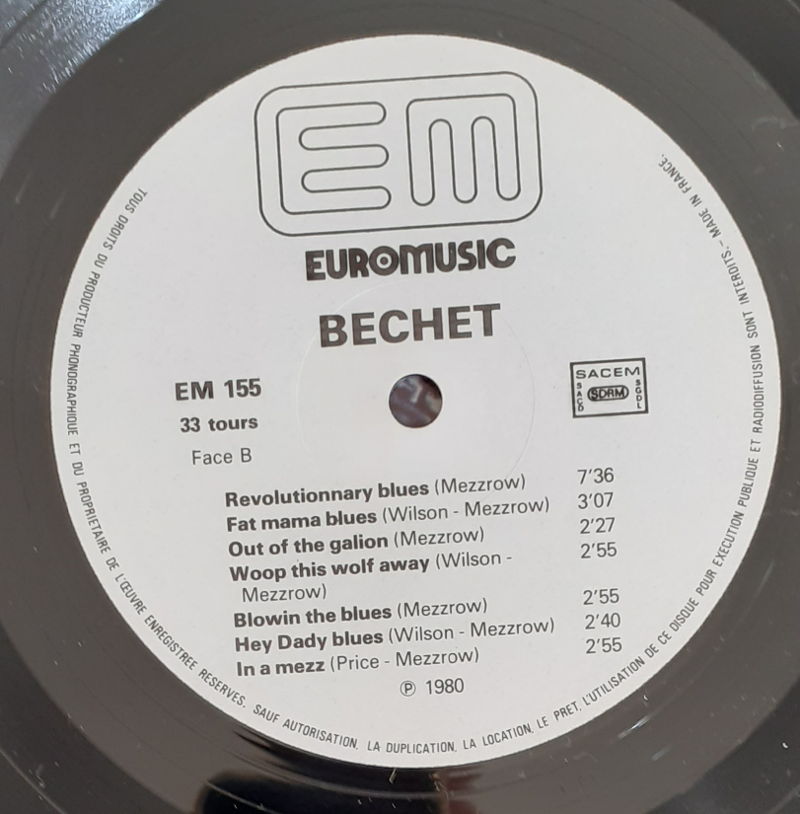 EM
EUROMUSIC
BECHET
EM 155
33 tours
Face B
SACEM
SACD
SDRM
SGDL
Revolutionnary blues (Mezzrow) 7'36
Fat mama blues (Wilson - Mezzrow) 3'07
Out of the galion (Mezzrow) 2'27
Woop this wolf away (Wilson - 2'55
Mezzrow)
Blowin the blues (Mezzrow) 2'55
Hey Dady blues (Wilson - Mezzrow) 2'40
In a mezz (Price - Mezzrow) 2'55
℗ 1980
TOUS DROITS DU PRODUCTEUR PHONOGRAPHIQUE ET DU PROPRIETAIRE DE L'ŒUVRE ENREGISTREE RESERVES. SAUF AUTORISATION, LA DUPLICATION, LA LOCATION, LE PRET, L'UTILISATION DE CE DISQUE POUR EXECUTION PUBLIQUE ET RADIODIFFUSION SONT INTERDITS. - MADE IN FRANCE.